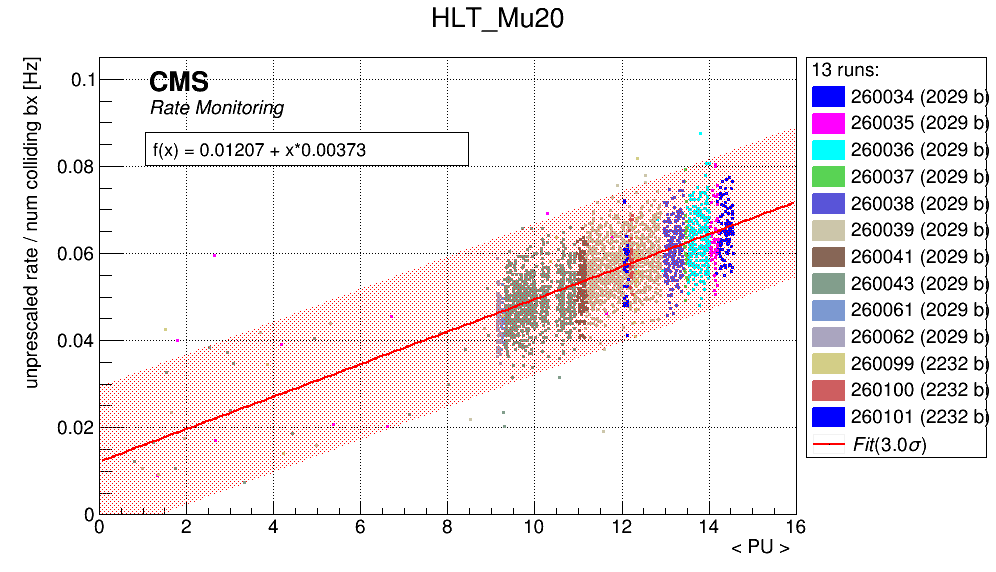 HLT_Mu20
unprescaled rate / num colliding bx [Hz]
0.1
0.08
0.06
0.04
0.02
0
CMS
Rate Monitoring
f(x) = 0.01207 + x*0.00373
0 2 4 6 8 10 12 14 16
< PU >
13 runs:
260034 (2029 b)
260035 (2029 b)
260036 (2029 b)
260037 (2029 b)
260038 (2029 b)
260039 (2029 b)
260041 (2029 b)
260043 (2029 b)
260061 (2029 b)
260062 (2029 b)
260099 (2232 b)
260100 (2232 b)
260101 (2232 b)
Fit(3.0σ)